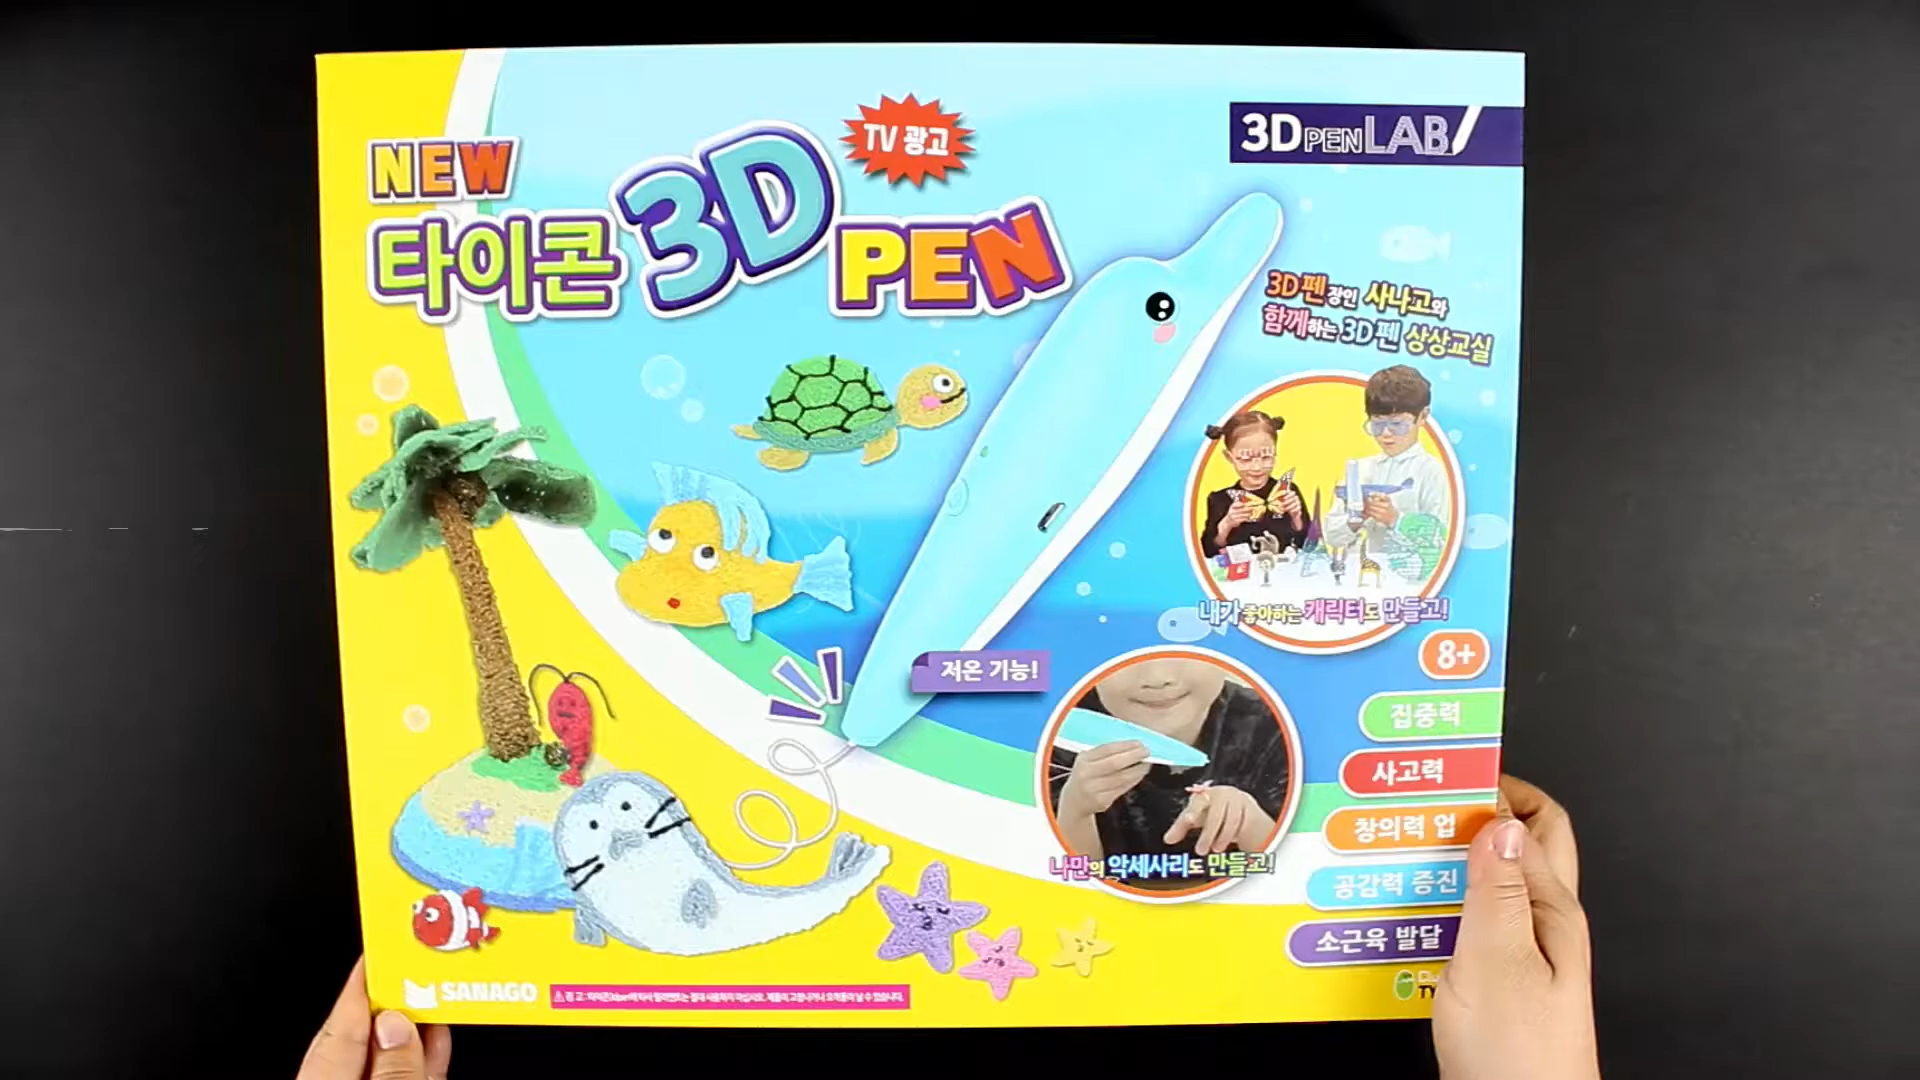 NEW
타이콘 3D PEN
TV 광고
3D PEN LAB
3D펜 장인 사나고와
함께하는 3D펜 상상교실
내가 좋아하는 캐릭터도 만들고!
8+
저온 기능!
집중력
사고력
창의력 업
나만의 악세사리도 만들고!
공감력 증진
소근육 발달
SANAGO